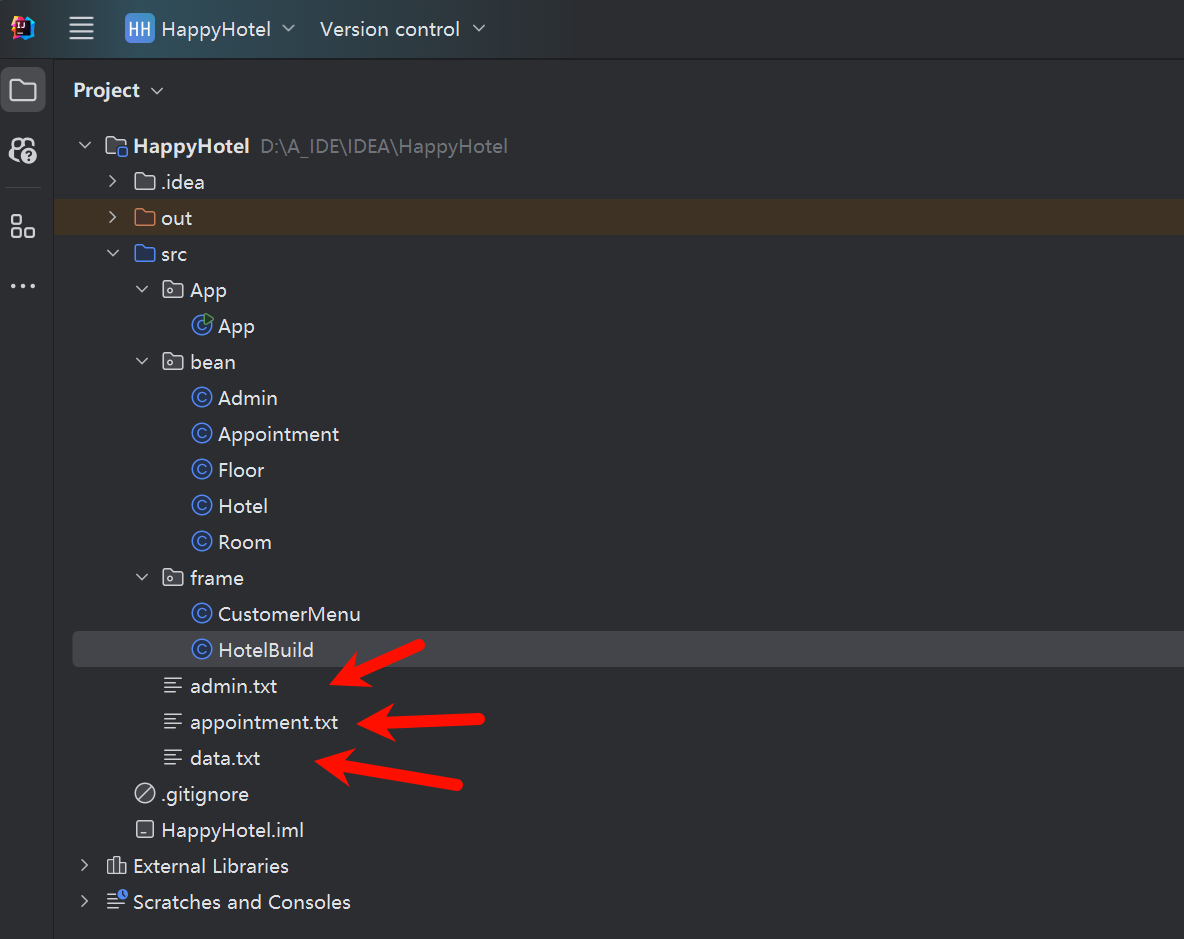 HH HappyHotel Version control
Project
HappyHotel D:\A_IDE\IDEA\HappyHotel
.idea
out
src
App
App
bean
Admin
Appointment
Floor
Hotel
Room
frame
CustomerMenu
HotelBuild
admin.txt
appointment.txt
data.txt
.gitignore
HappyHotel.iml
External Libraries
Scratches and Consoles